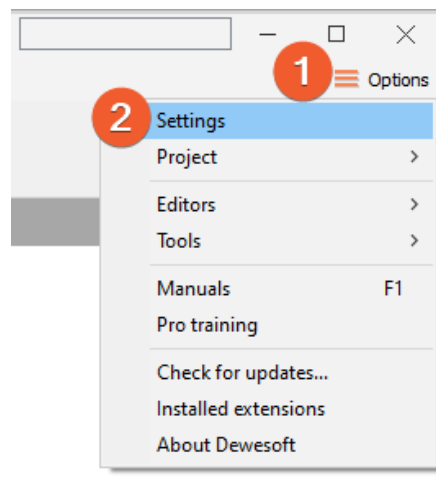 1 Options
2 Settings
Project
Editors
Tools
Manuals F1
Pro training
Check for updates...
Installed extensions
About Dewesoft